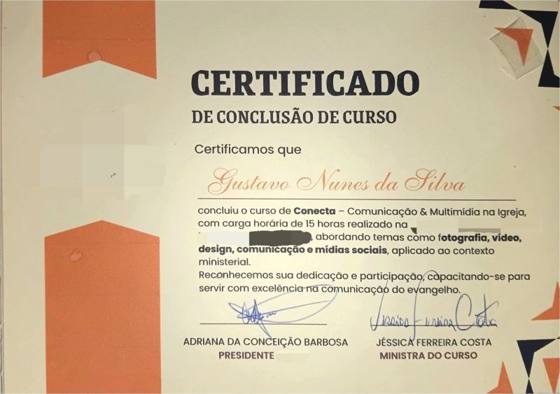 CERTIFICADO
DE CONCLUSÃO DE CURSO
Certificamos que
Gustavo Nunes da Silva
concluiu o curso de Conecta – Comunicação & Multimídia na Igreja,
com carga horária de 15 horas realizado na
, abordando temas como fotografia, vídeo,
design, comunicação e mídias sociais, aplicado ao contexto
ministerial.
Reconhecemos sua dedicação e participação, capacitando-se para
servir com excelência na comunicação do evangelho.
Jéssica Ferreira Costa
ADRIANA DA CONCEIÇÃO BARBOSA
JÉSSICA FERREIRA COSTA
PRESIDENTE
MINISTRA DO CURSO